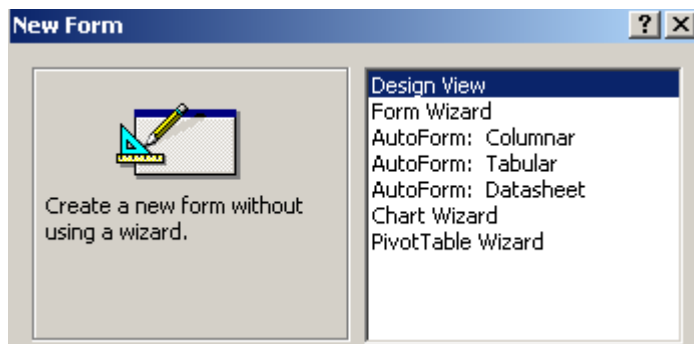 New Form
Create a new form without
using a wizard.
Design View
Form Wizard
AutoForm: Columnar
AutoForm: Tabular
AutoForm: Datasheet
Chart Wizard
PivotTable Wizard